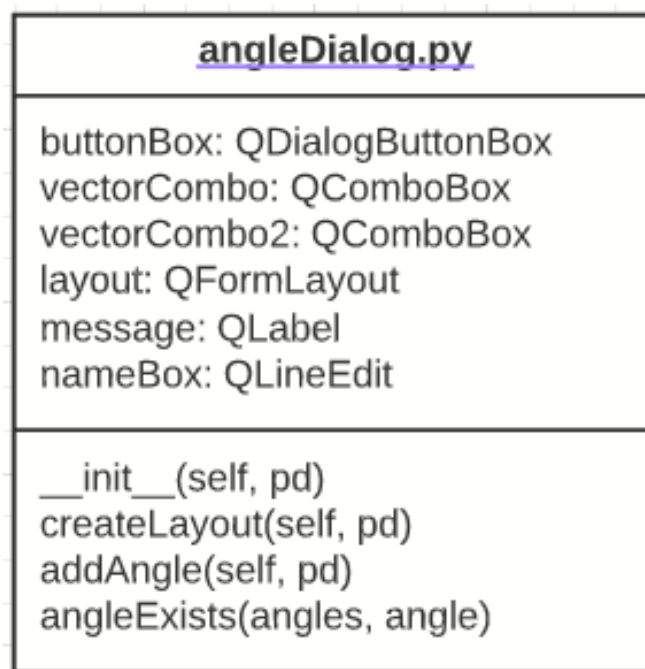 angleDialog.py
buttonBox: QDialogButtonBox
vectorCombo: QComboBox
vectorCombo2: QComboBox
layout: QFormLayout
message: QLabel
nameBox: QLineEdit
__init__(self, pd)
createLayout(self, pd)
addAngle(self, pd)
angleExists(angles, angle)